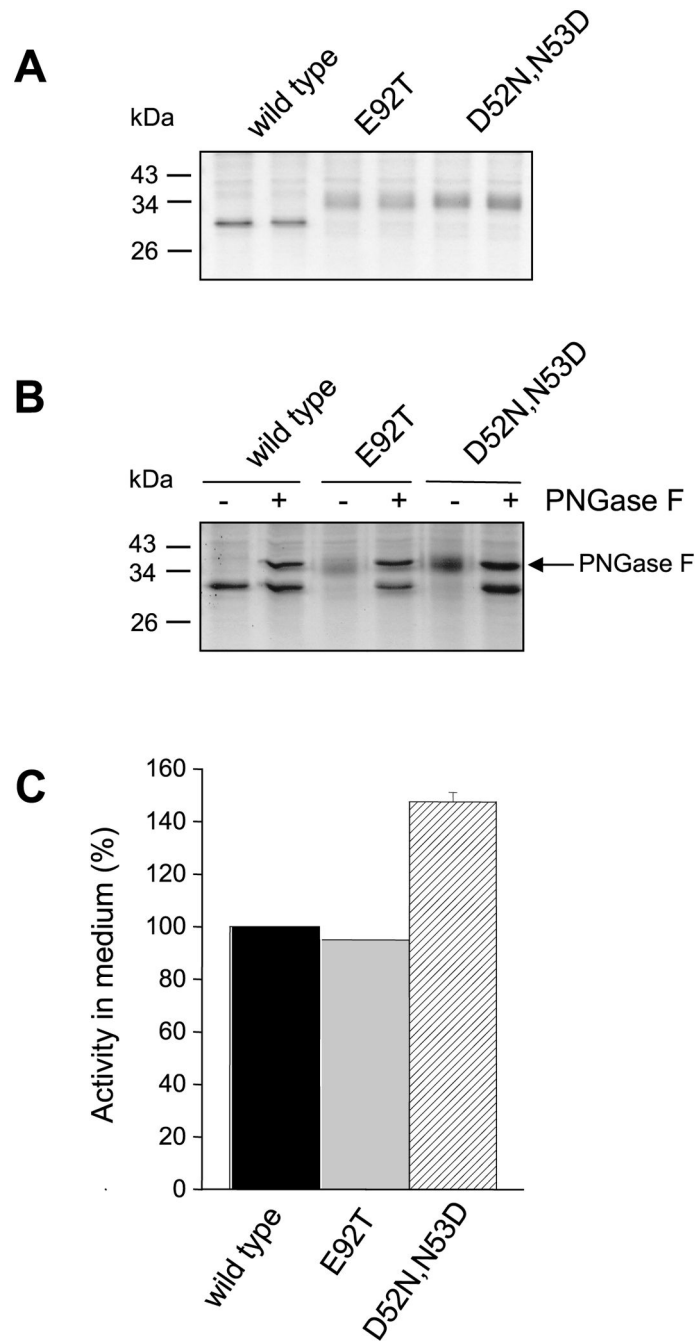 A
wild type
E92T
D52N,N53D
kDa
43
34
26
B
wild type
E92T
D52N,N53D
kDa
- + - + - + PNGase F
43
34
26
PNGase F
C
160
140
120
100
80
60
40
20
0
Activity in medium (%)
wild type
E92T
D52N,N53D